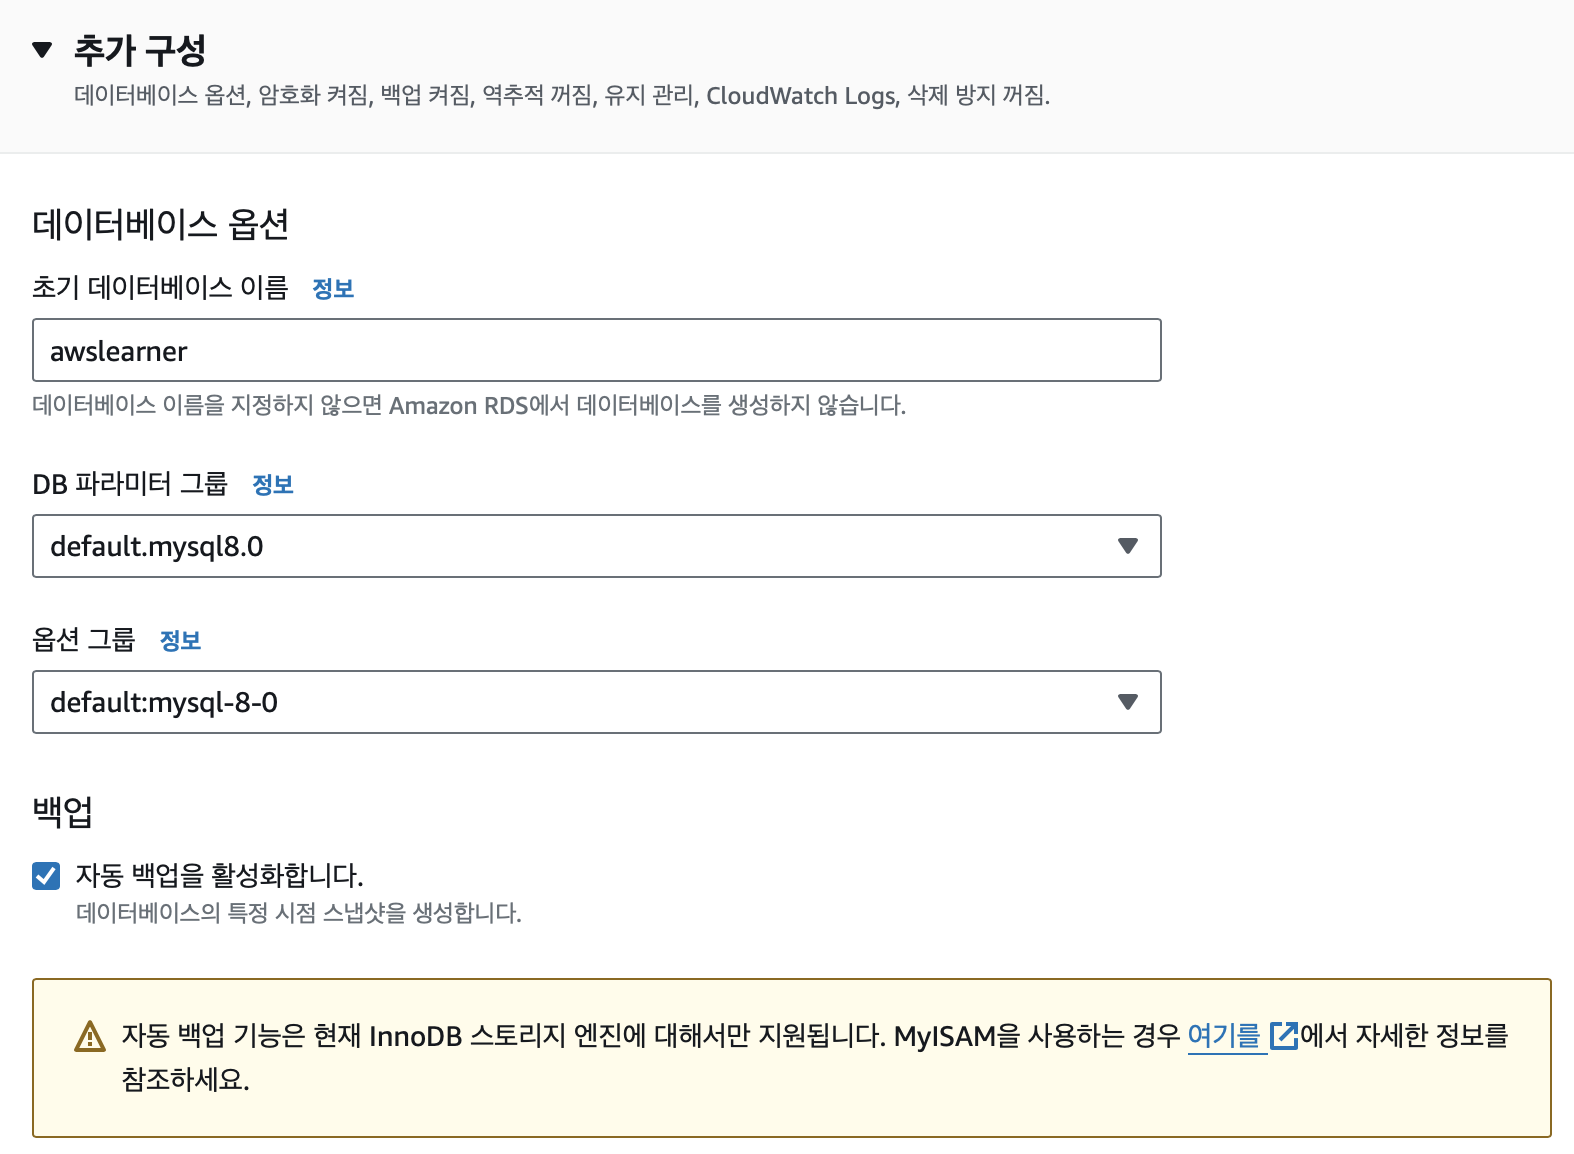 추가 구성
데이터베이스 옵션, 암호화 켜짐, 백업 켜짐, 역추적 꺼짐, 유지 관리, CloudWatch Logs, 삭제 방지 꺼짐.
데이터베이스 옵션
초기 데이터베이스 이름 정보
awslearner
데이터베이스 이름을 지정하지 않으면 Amazon RDS에서 데이터베이스를 생성하지 않습니다.
DB 파라미터 그룹 정보
default.mysql8.0
옵션 그룹 정보
default:mysql-8-0
백업
자동 백업을 활성화합니다.
데이터베이스의 특정 시점 스냅샷을 생성합니다.
자동 백업 기능은 현재 InnoDB 스토리지 엔진에 대해서만 지원됩니다. MyISAM을 사용하는 경우 여기를 에서 자세한 정보를
참조하세요.